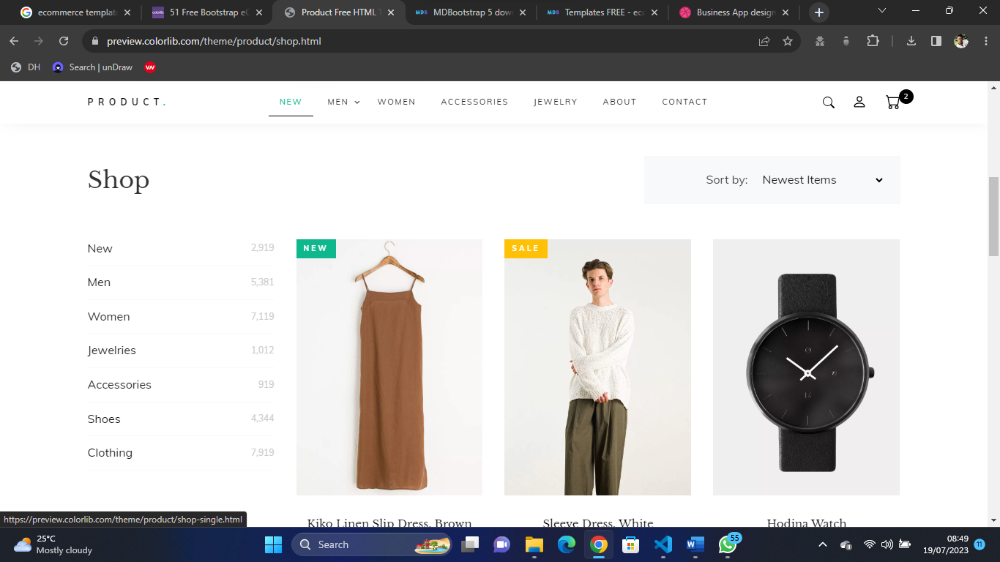 ecommerce template
51 Free Bootstrap eC
Product Free HTML T
MDBootstrap 5 dow
Templates FREE - eco
Business App design
preview.colorlib.com/theme/product/shop.html
DH
Search | unDraw
PRODUCT.
NEW
MEN
WOMEN
ACCESSORIES
JEWELRY
ABOUT
CONTACT
2
Shop
Sort by:
Newest Items
New 2,919
Men 5,381
Women 7,119
Jewelries 1,012
Accessories 919
Shoes 4,344
Clothing 7,919
NEW
SALE
7
Kiko Linen Slip Dress, Brown
Sleeve Dress, White
Hodina Watch
https://preview.colorlib.com/theme/product/shop-single.html
25°C
Mostly cloudy
Search
55
08:49
19/07/2023
11